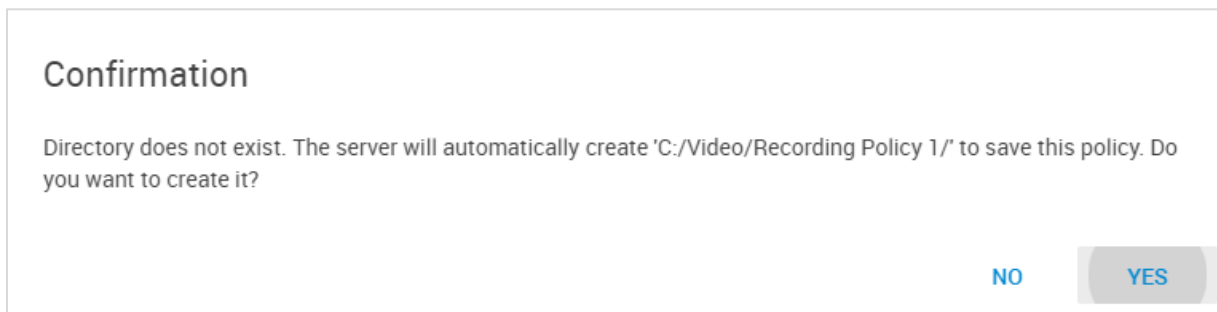 Confirmation
Directory does not exist. The server will automatically create 'C:/Video/Recording Policy 1/' to save this policy. Do
you want to create it?
NO YES